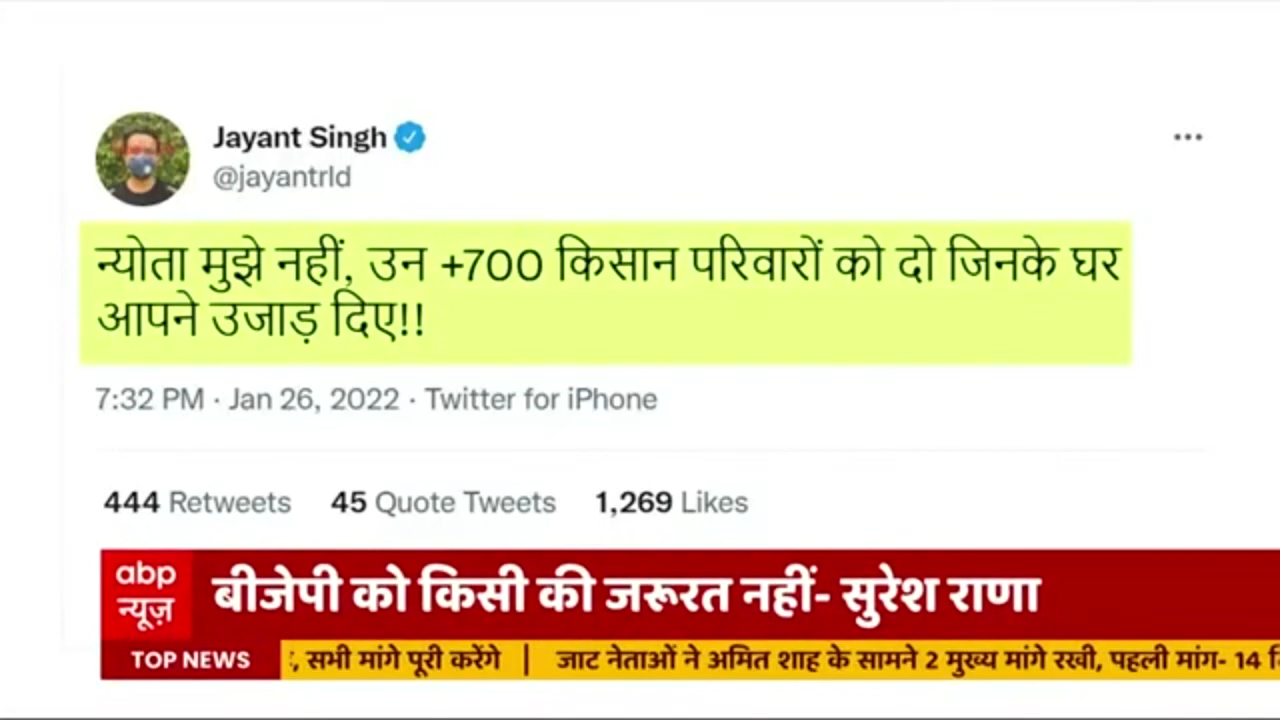 Jayant Singh
@jayantrld
न्योता मुझे नहीं, उन +700 किसान परिवारों को दो जिनके घर
आपने उजाड़ दिए!!
7:32 PM · Jan 26, 2022 · Twitter for iPhone
444 Retweets 45 Quote Tweets 1,269 Likes
abp न्यूज़
बीजेपी को किसी की जरूरत नहीं- सुरेश राणा
TOP NEWS
, सभी मांगे पूरी करेंगे | जाट नेताओं ने अमित शाह के सामने 2 मुख्य मांगे रखी, पहली मांग- 14